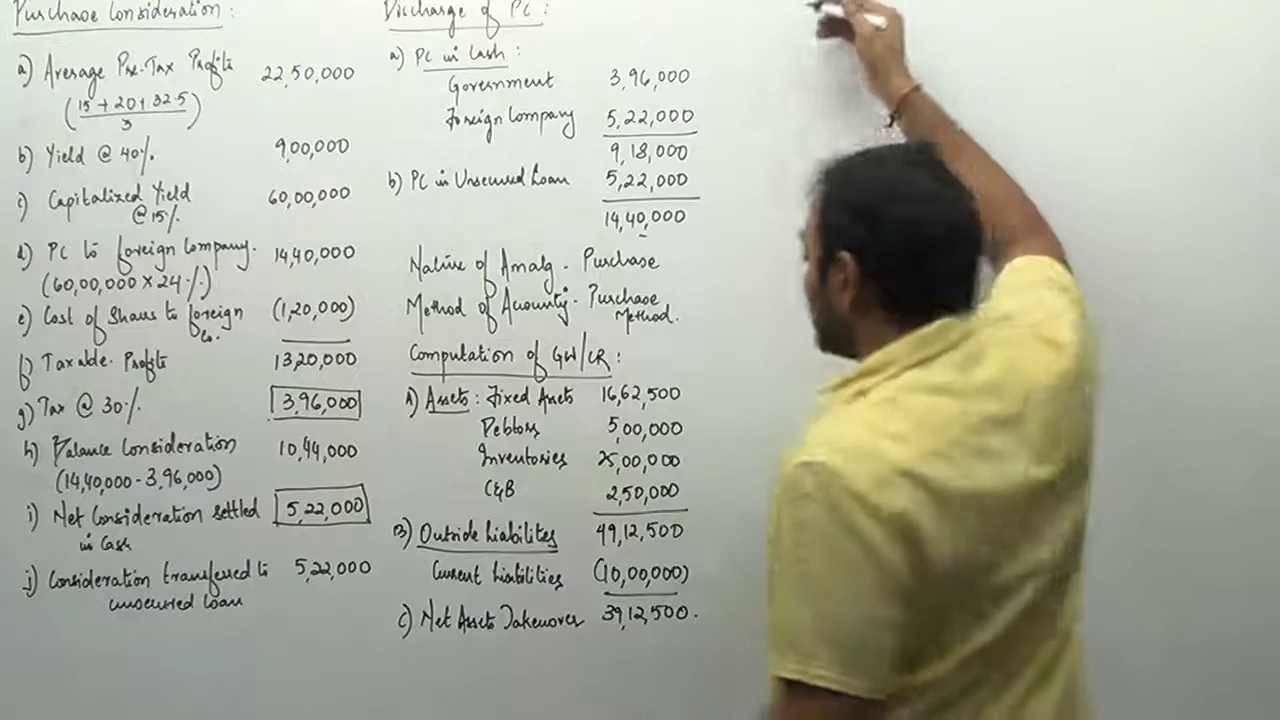 Purchase Consideration:
a) Average Pre-Tax Profits 22,50,000
(15 + 20 + 32.5
3)
b) Yield @ 40% 9,00,000
c) Capitalized Yield 60,00,000
@ 15%
d) PC to foreign Company. 14,40,000
(60,00,000 x 24%)
e) Cost of Shares to foreign (1,20,000)
Co.
f) Taxable Profits 13,20,000
g) Tax @ 30% 3,96,000
h) Balance Consideration 10,44,000
(14,40,000 - 3,96,000)
i) Net Consideration settled 5,22,000
in Cash
j) Consideration transferred to 5,22,000
unsecured loan
Discharge of PC:
a) PC in Cash:
Government 3,96,000
Foreign Company 5,22,000
9,18,000
b) PC in Unsecured Loan 5,22,000
14,40,000
Nature of Amalg. Purchase
Method of Accounting. Purchase
Method.
Computation of GW/CR:
A) Assets: Fixed Assets 16,62,500
Debtors 5,00,000
Inventories 25,00,000
C&B 2,50,000
B) Outside Liabilites 49,12,500
Current Liabilities (10,00,000)
C) Net Assets Takenover 39,12,500.